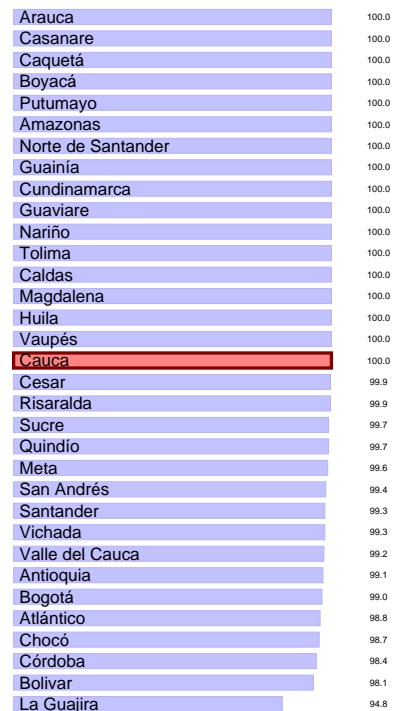 Arauca 100.0
Casanare 100.0
Caquetá 100.0
Boyacá 100.0
Putumayo 100.0
Amazonas 100.0
Norte de Santander 100.0
Guainía 100.0
Cundinamarca 100.0
Guaviare 100.0
Nariño 100.0
Tolima 100.0
Caldas 100.0
Magdalena 100.0
Huila 100.0
Vaupés 100.0
Cauca 100.0
Cesar 99.9
Risaralda 99.9
Sucre 99.7
Quindío 99.7
Meta 99.6
San Andrés 99.4
Santander 99.3
Vichada 99.3
Valle del Cauca 99.2
Antioquia 99.1
Bogotá 99.0
Atlántico 98.8
Chocó 98.7
Córdoba 98.4
Bolivar 98.1
La Guajira 94.8